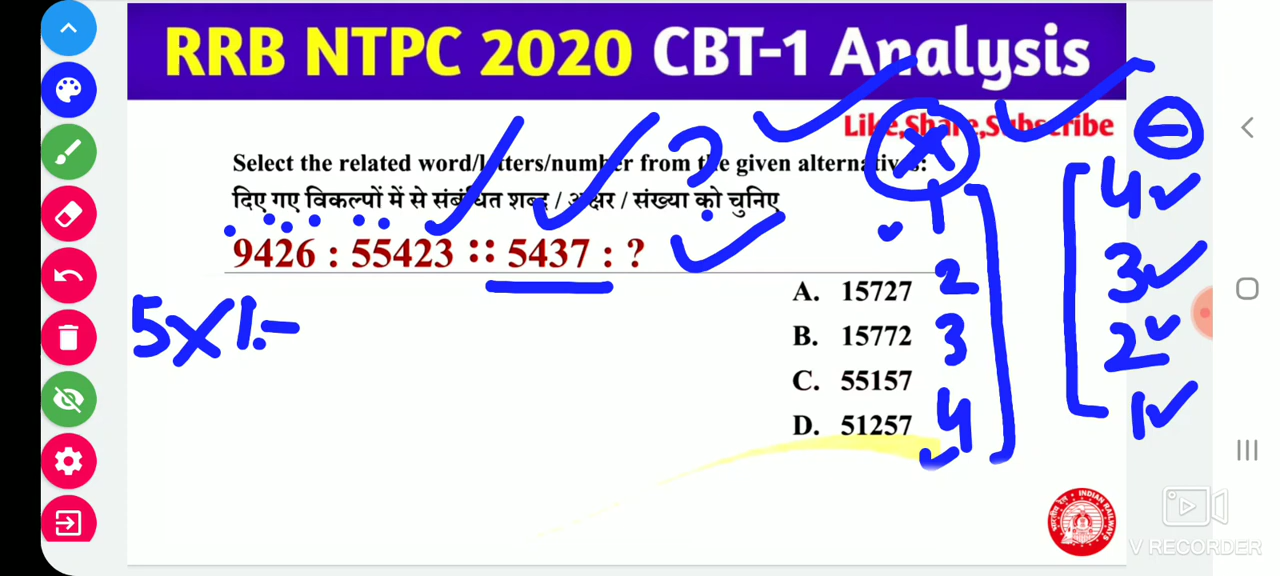 RRB NTPC 2020 CBT-1 Analysis
Like,Share,Subscribe
Select the related word/letters/number from the given alternatives:
दिए गए विकल्पों में से संबंधित शब्द / अक्षर / संख्या को चुनिए
9426 : 55423 :: 5437 : ?
A. 15727
B. 15772
C. 55157
D. 51257
?
×
1
2
3
4
−
4
3
2
1
5×1=
INDIAN RAILWAYS
V RECORDER